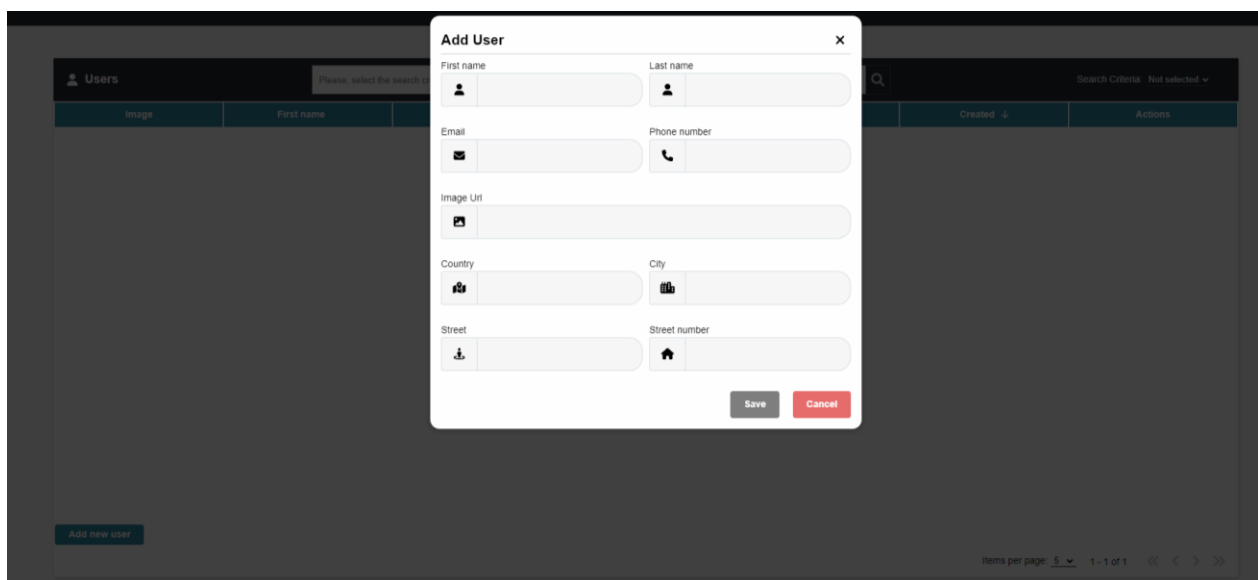 Add User
First name
Last name
Users
Please, select the search cr
Search Criteria: Not selected
Image
First name
Created
Actions
Email
Phone number
Image Url
Country
City
Street
Street number
Save
Cancel
Add new user
Items per page: 5
1 - 1 of 1